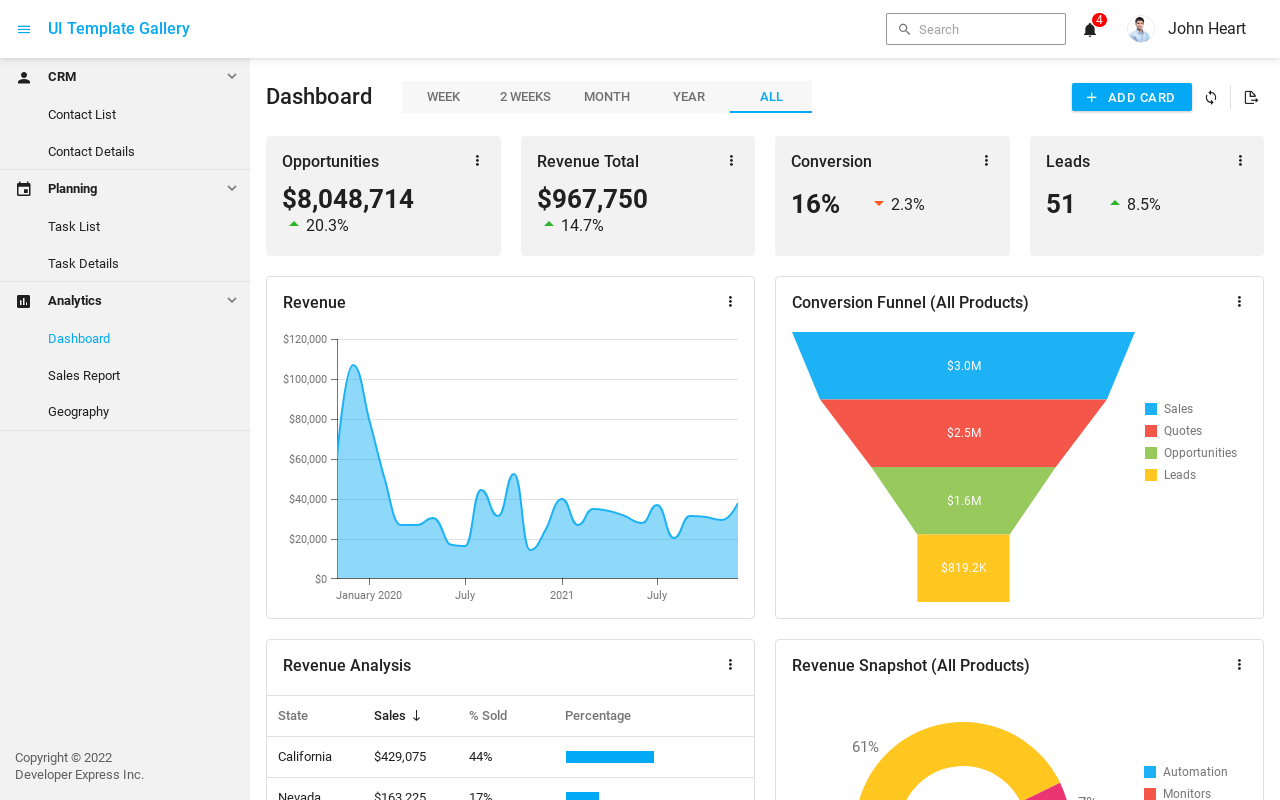 UI Template Gallery
Search
4
John Heart
CRM
Contact List
Contact Details
Planning
Task List
Task Details
Analytics
Dashboard
Sales Report
Geography
Copyright © 2022
Developer Express Inc.
Dashboard
WEEK
2 WEEKS
MONTH
YEAR
ALL
ADD CARD
Opportunities
$8,048,714
20.3%
Revenue Total
$967,750
14.7%
Conversion
16%
2.3%
Leads
51
8.5%
Revenue
$120,000
$100,000
$80,000
$60,000
$40,000
$20,000
$0
January 2020
July
2021
July
Conversion Funnel (All Products)
$3.0M
$2.5M
$1.6M
$819.2K
Sales
Quotes
Opportunities
Leads
Revenue Analysis
State
Sales
% Sold
Percentage
California
$429,075
44%
Nevada
$163,225
17%
Revenue Snapshot (All Products)
61%
7%
Automation
Monitors